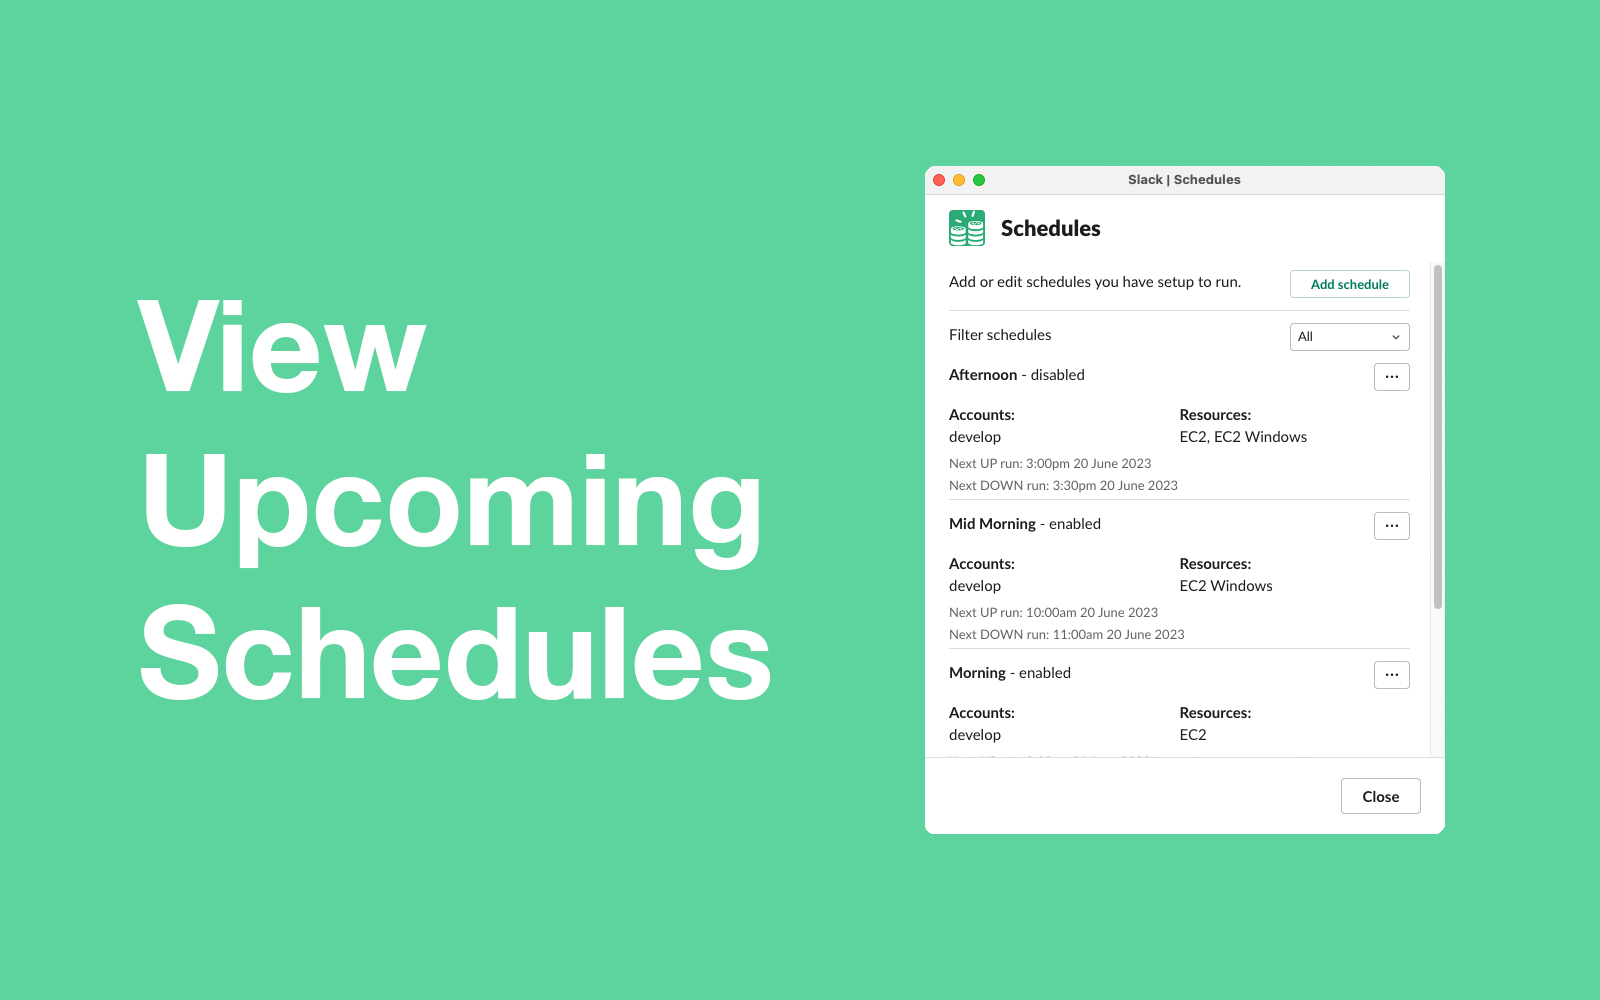 View
Upcoming
Schedules
Slack | Schedules
Schedules
Add or edit schedules you have setup to run.
Add schedule
Filter schedules
All
Afternoon - disabled
...
Accounts:
Resources:
develop
EC2, EC2 Windows
Next UP run: 3:00pm 20 June 2023
Next DOWN run: 3:30pm 20 June 2023
Mid Morning - enabled
...
Accounts:
Resources:
develop
EC2 Windows
Next UP run: 10:00am 20 June 2023
Next DOWN run: 11:00am 20 June 2023
Morning - enabled
...
Accounts:
Resources:
develop
EC2
Close